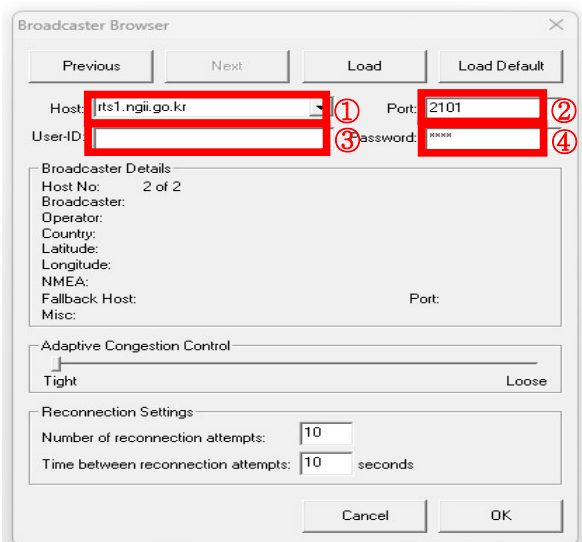 Broadcaster Browser
Previous Next Load Load Default
Host: rts1.ngii.go.kr ① Port: 2101 ②
User-ID: ③ Password: **** ④
Broadcaster Details
Host No: 2 of 2
Broadcaster:
Operator:
Country:
Latitude:
Longitude:
NMEA:
Fallback Host: Port:
Misc:
Adaptive Congestion Control
Tight Loose
Reconnection Settings
Number of reconnection attempts: 10
Time between reconnection attempts: 10 seconds
Cancel OK